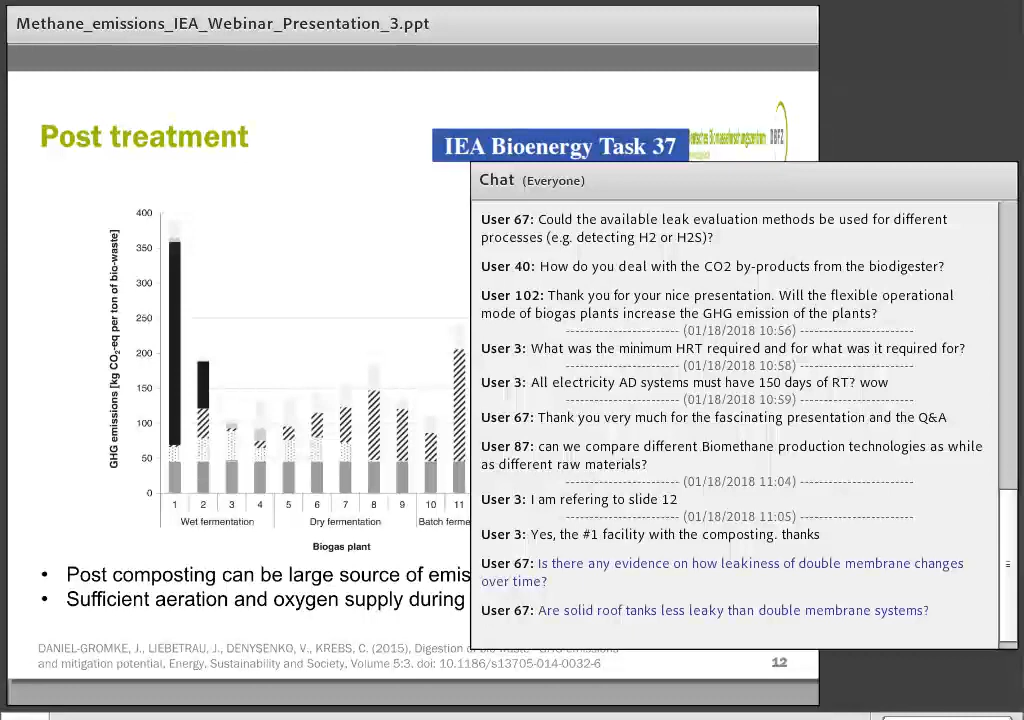 Methane_emissions_IEA_Webinar_Presentation_3.ppt
Post treatment
IEA Bioenergy Task 37
DBFZ
GHG emissions [kg CO2-eq per ton of bio-waste]
400
350
300
250
200
150
100
50
0
1 2 3 4 5 6 7 8 9 10 11
Wet fermentation Dry fermentation Batch ferme
Biogas plant
• Post composting can be large source of emis
• Sufficient aeration and oxygen supply during
DANIEL-GROMKE, J., LIEBETRAU, J., DENYSENKO, V., KREBS, C. (2015), Digestion
and mitigation potential, Energy, Sustainability and Society, Volume 5:3. doi: 10.1186/s13705-014-0032-6
12
Chat (Everyone)
User 67: Could the available leak evaluation methods be used for different
processes (e.g. detecting H2 or H2S)?
User 40: How do you deal with the CO2 by-products from the biodigester?
User 102: Thank you for your nice presentation. Will the flexible operational
mode of biogas plants increase the GHG emission of the plants?
----------------------- (01/18/2018 10:56) -----------------------
User 3: What was the minimum HRT required and for what was it required for?
----------------------- (01/18/2018 10:58) -----------------------
User 3: All electricity AD systems must have 150 days of RT? wow
----------------------- (01/18/2018 10:59) -----------------------
User 67: Thank you very much for the fascinating presentation and the Q&A
User 87: can we compare different Biomethane production technologies as while
as different raw materials?
----------------------- (01/18/2018 11:04) -----------------------
User 3: I am refering to slide 12
----------------------- (01/18/2018 11:05) -----------------------
User 3: Yes, the #1 facility with the composting. thanks
User 67: Is there any evidence on how leakiness of double membrane changes
over time?
User 67: Are solid roof tanks less leaky than double membrane systems?